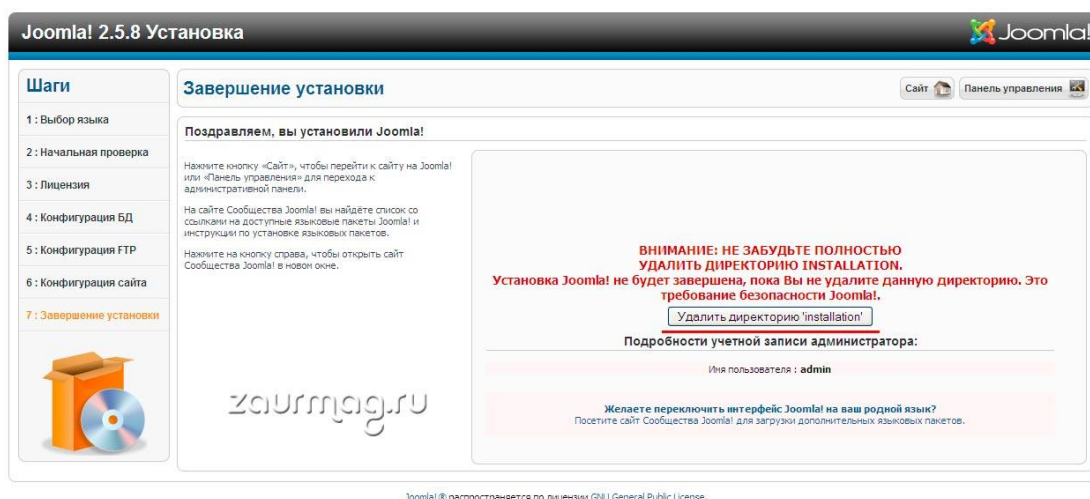 Joomla! 2.5.8 Установка
Joomla!
Шаги
1 : Выбор языка
2 : Начальная проверка
3 : Лицензия
4 : Конфигурация БД
5 : Конфигурация FTP
6 : Конфигурация сайта
7 : Завершение установки
Завершение установки
Сайт
Панель управления
Поздравляем, вы установили Joomla!
Нажмите кнопку «Сайт», чтобы перейти к сайту на Joomla!
или «Панель управления» для перехода к
административной панели.
На сайте Сообщества Joomla! вы найдёте список со
ссылками на доступные языковые пакеты Joomla! и
инструкции по установке языковых пакетов.
Нажмите на кнопку справа, чтобы открыть сайт
Сообщества Joomla! в новом окне.
zaurmag.ru
ВНИМАНИЕ: НЕ ЗАБУДЬТЕ ПОЛНОСТЬЮ
УДАЛИТЬ ДИРЕКТОРИЮ INSTALLATION.
Установка Joomla! не будет завершена, пока Вы не удалите данную директорию. Это
требование безопасности Joomla!.
Удалить директорию 'installation'
Подробности учетной записи администратора:
Имя пользователя : admin
Желаете переключить интерфейс Joomla! на ваш родной язык?
Посетите сайт Сообщества Joomla! для загрузки дополнительных языковых пакетов.
Joomla! ® распространяется по лицензии GNU General Public License.